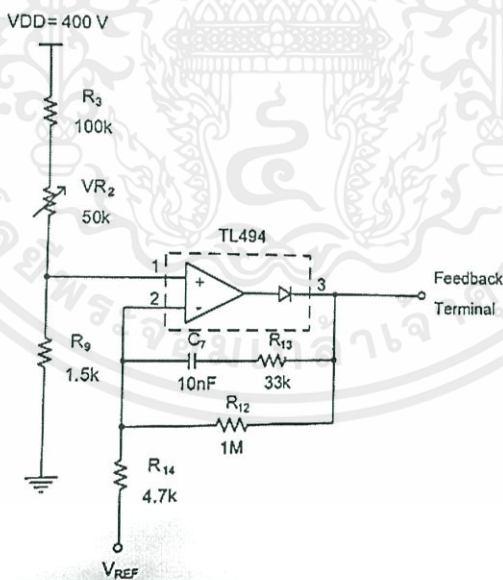 VDD= 400 V
R3
100k
VR2
50k
TL494
1
+
2
-
3
Feedback
Terminal
C7
10nF
R13
33k
R9
1.5k
R12
1M
R14
4.7k
VREF